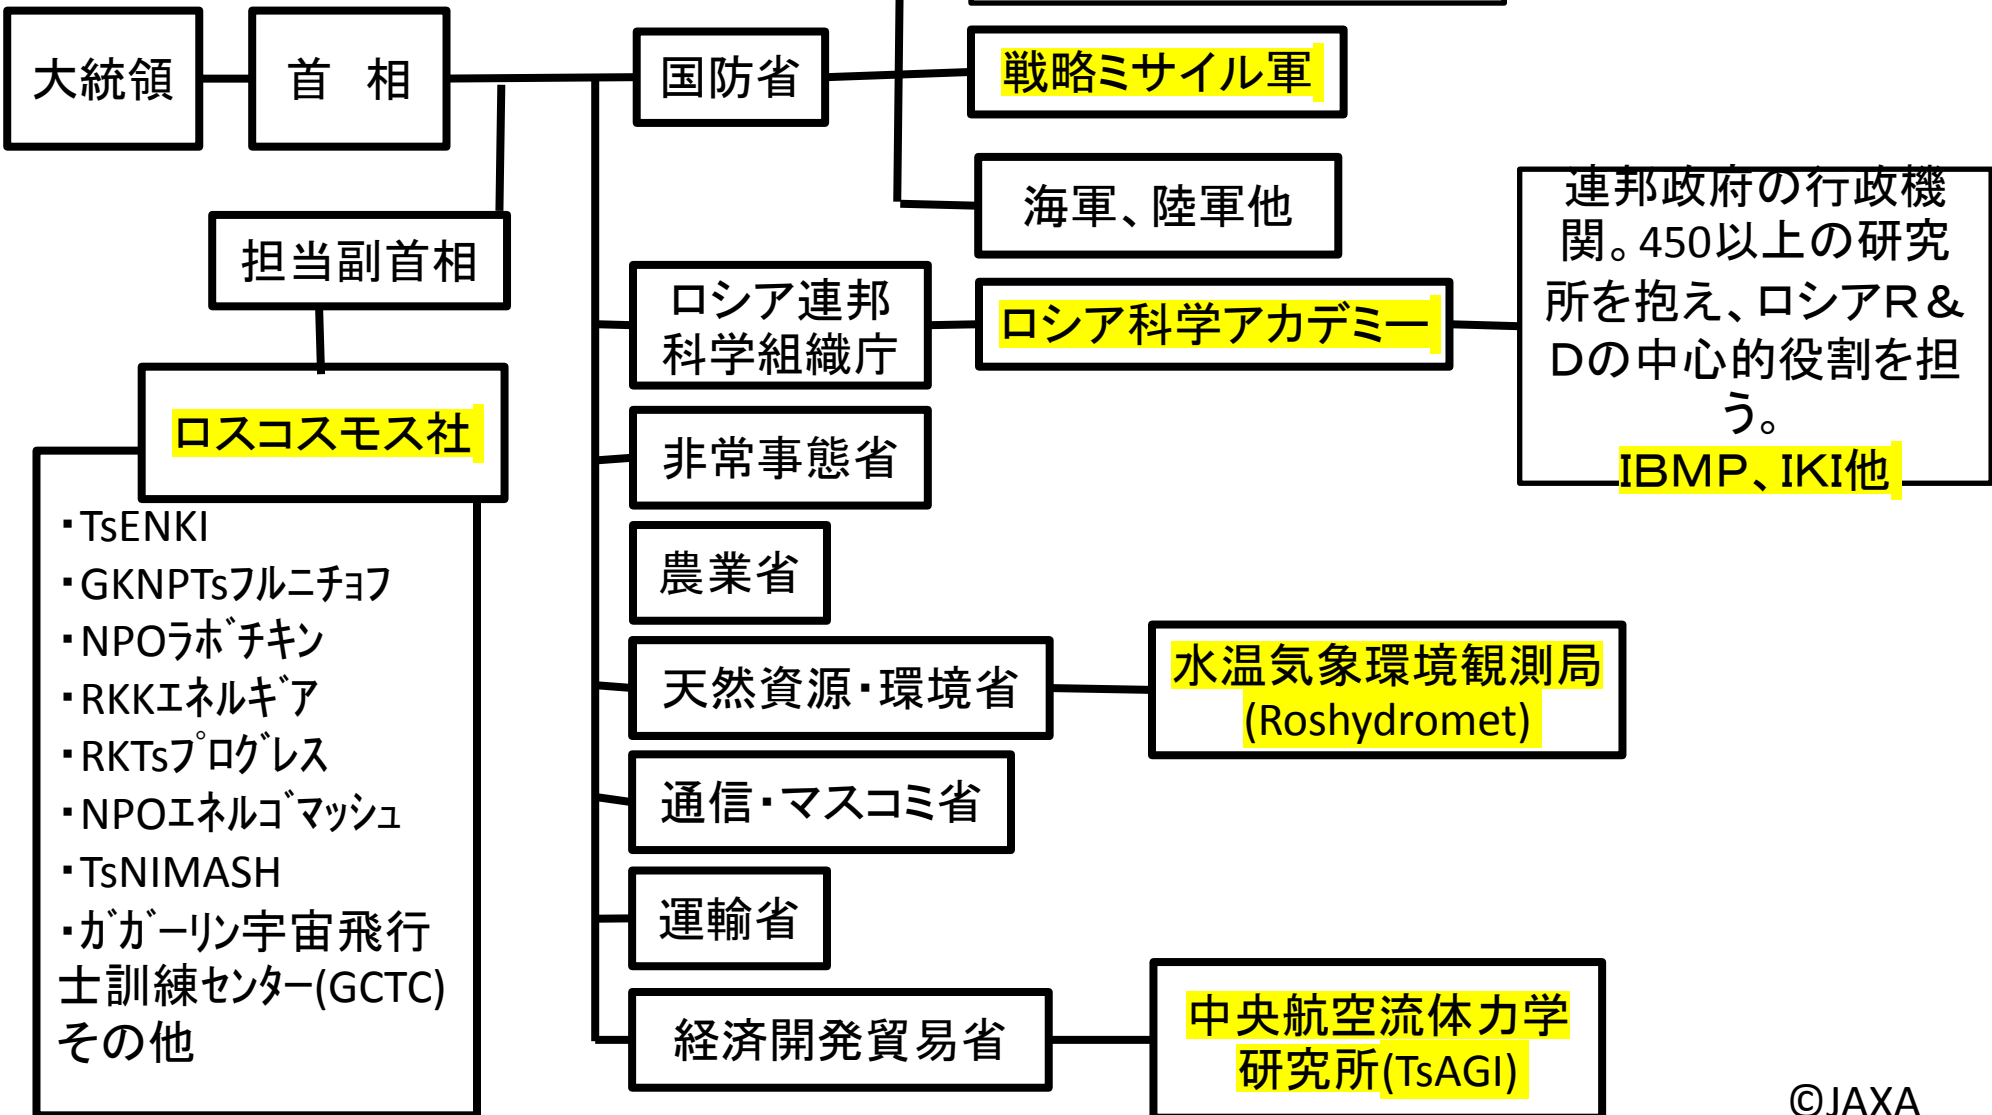 大統領
首　相
国防省
戦略ミサイル軍
海軍、陸軍他
担当副首相
ロシア連邦
科学組織庁
ロシア科学アカデミー
連邦政府の行政機
関。450以上の研究
所を抱え、ロシアR＆
Dの中心的役割を担
う。
IBMP、IKI他
ロスコスモス社
・TsENKI
・GKNPTsフルニチョフ
・NPOラボチキン
・RKKエネルギア
・RKTsプログレス
・NPOエネルゴマッシュ
・TsNIMASH
・ガガーリン宇宙飛行
士訓練センター(GCTC)
その他
非常事態省
農業省
天然資源・環境省
水温気象環境観測局
(Roshydromet)
通信・マスコミ省
運輸省
経済開発貿易省
中央航空流体力学
研究所(TsAGI)
©JAXA